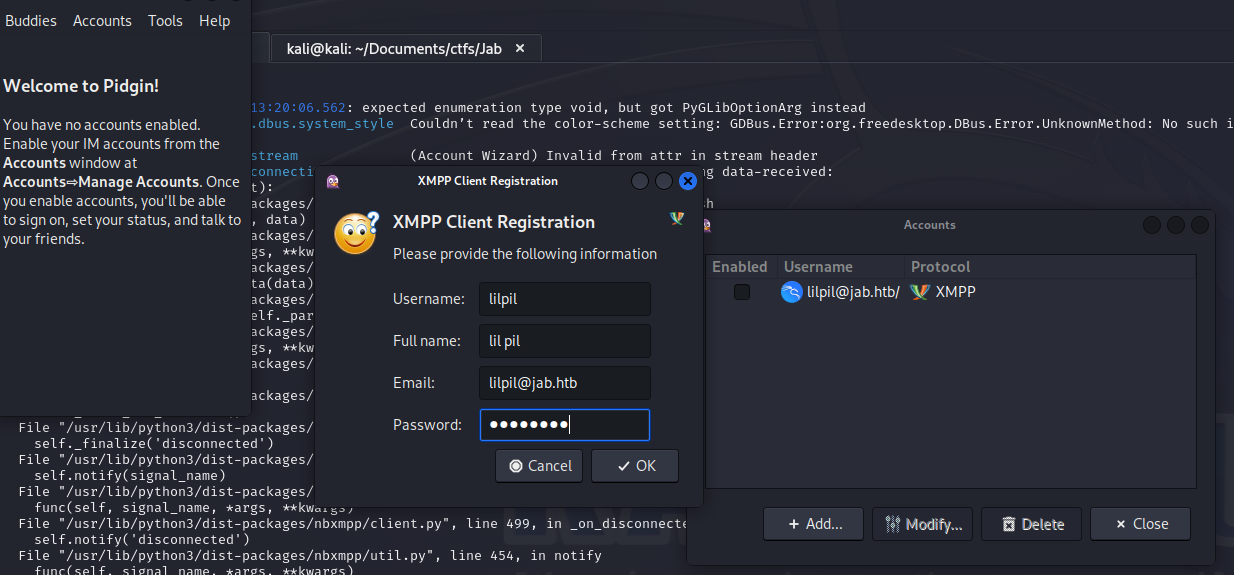 Buddies Accounts Tools Help
kali@kali: ~/Documents/ctfs/Jab ×
Welcome to Pidgin!
You have no accounts enabled.
Enable your IM accounts from the
Accounts window at
Accounts⇨Manage Accounts. Once
you enable accounts, you'll be able
to sign on, set your status, and talk to
your friends.
13:20:06.562: expected enumeration type void, but got PyGLibOptionArg instead
.dbus.system_style Couldn't read the color-scheme setting: GDBus.Error:org.freedesktop.DBus.Error.UnknownMethod: No such i
stream (Account Wizard) Invalid from attr in stream header
connecti g data-received:
t):
packages/ sh
, data)
packages/
gs, **kw
packages/
ta(data)
packages/
elf._par
packages/
gs, **kw
packages/
packages/
File "/usr/lib/python3/dist-packages/
self._finalize('disconnected')
File "/usr/lib/python3/dist-packages/
self.notify(signal_name)
File "/usr/lib/python3/dist-packages/
func(self, signal_name, *args, **kwargs)
File "/usr/lib/python3/dist-packages/nbxmpp/client.py", line 499, in _on_disconnecte
self.notify('disconnected')
File "/usr/lib/python3/dist-packages/nbxmpp/util.py", line 454, in notify
func(self, signal_name, *args, **kwargs)
XMPP Client Registration
XMPP Client Registration
Please provide the following information
Username: lilpil
Full name: lil pil
Email: lilpil@jab.htb
Password: ●●●●●●●●
Cancel OK
Accounts
Enabled Username Protocol
lilpil@jab.htb/ XMPP
+ Add... Modify... Delete × Close